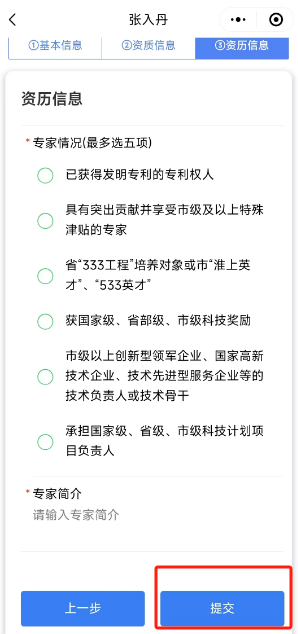 张入丹
①基本信息
②资质信息
③资历信息
资历信息
*专家情况(最多选五项)
已获得发明专利的专利权人
具有突出贡献并享受市级及以上特殊
津贴的专家
省“333工程”培养对象或市“淮上英
才”、“533英才”
获国家级、省部级、市级科技奖励
市级以上创新型领军企业、国家高新
技术企业、技术先进型服务企业等的
技术负责人或技术骨干
承担国家级、省级、市级科技计划项
目负责人
*专家简介
请输入专家简介
上一步
提交